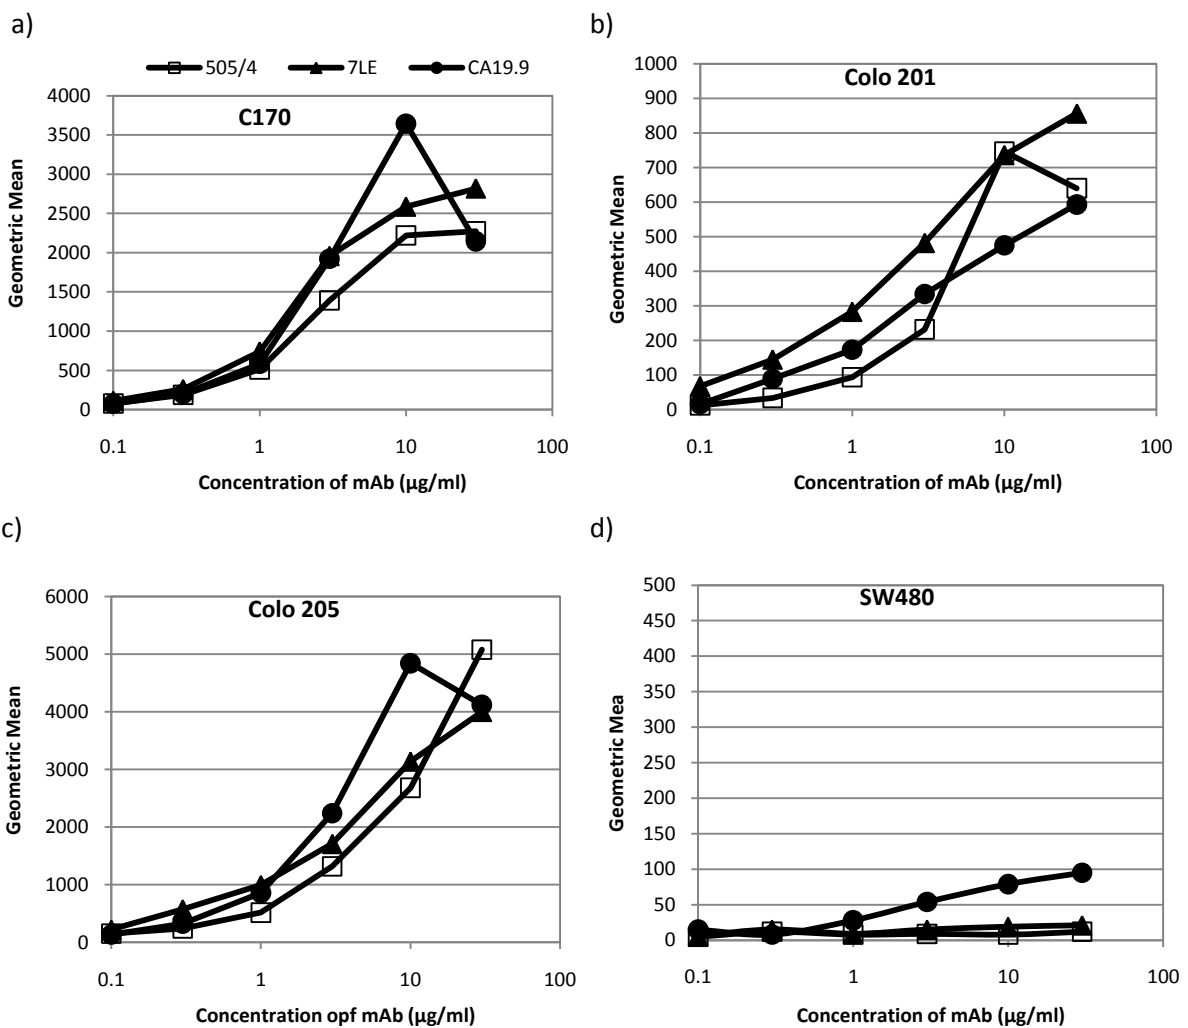 a)
505/4 7LE CA19.9
C170
Geometric Mean
4000
3500
3000
2500
2000
1500
1000
500
0
0.1 1 10 100
Concentration of mAb (µg/ml)
b)
Colo 201
Geometric Mean
1000
900
800
700
600
500
400
300
200
100
0
0.1 1 10 100
Concentration of mAb (µg/ml)
c)
Colo 205
Geometric Mean
6000
5000
4000
3000
2000
1000
0
0.1 1 10 100
Concentration opf mAb (µg/ml)
d)
SW480
Geometric Mea
500
450
400
350
300
250
200
150
100
50
0
0.1 1 10 100
Concentration of mAb (µg/ml)